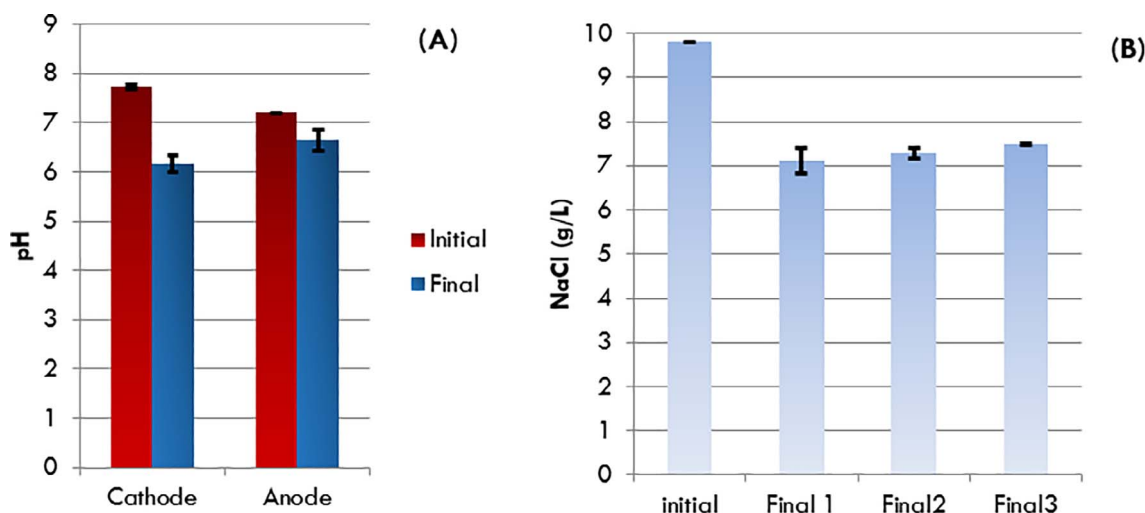 (A)
9
8
7
6
5
4
3
2
1
0
pH
Cathode
Anode
Initial
Final
(B)
10
9
8
7
6
5
4
3
2
1
0
NaCl (g/L)
initial
Final 1
Final2
Final3